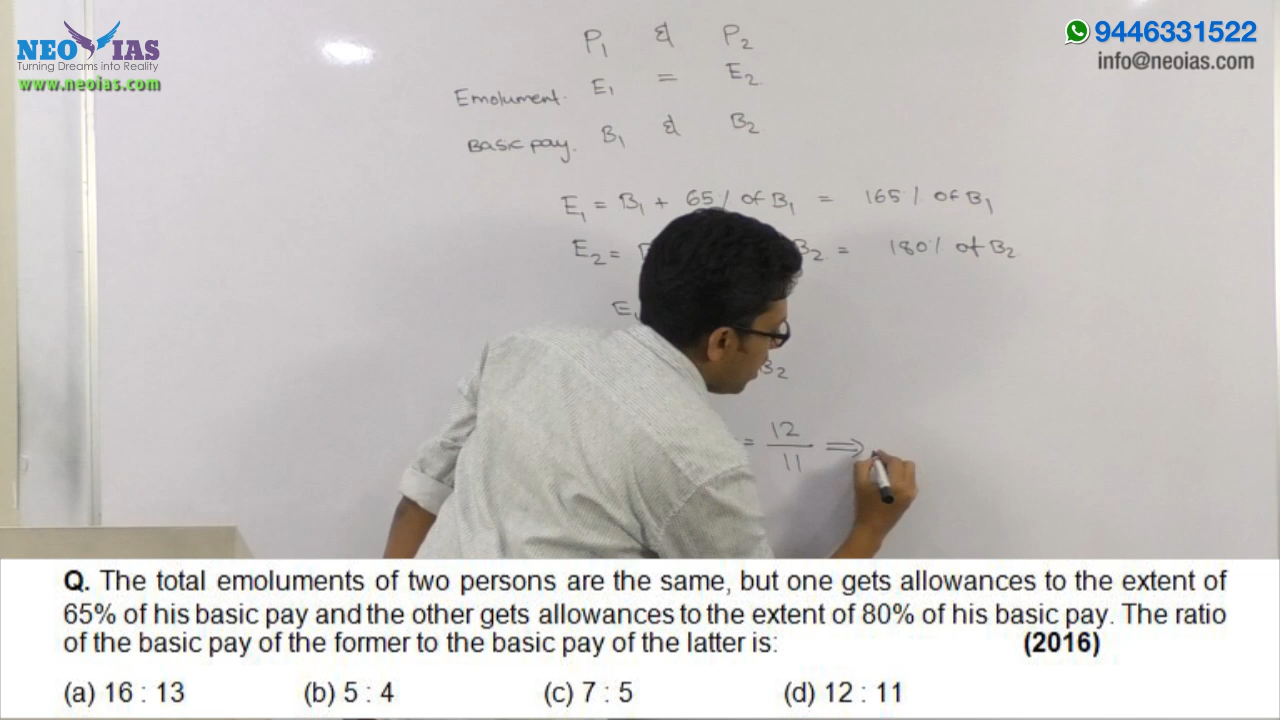 NEO IAS
Turning Dreams into Reality
www.neoias.com
9446331522
info@neoias.com
P1 & P2
Emolument. E1 = E2
Basic pay. B1 & B2
E1 = B1 + 65% of B1 = 165% of B1
E2 = B2 = 180% of B2
E1
B2
= 12/11 ⇒
Q. The total emoluments of two persons are the same, but one gets allowances to the extent of
65% of his basic pay and the other gets allowances to the extent of 80% of his basic pay. The ratio
of the basic pay of the former to the basic pay of the latter is: (2016)
(a) 16 : 13 (b) 5 : 4 (c) 7 : 5 (d) 12 : 11